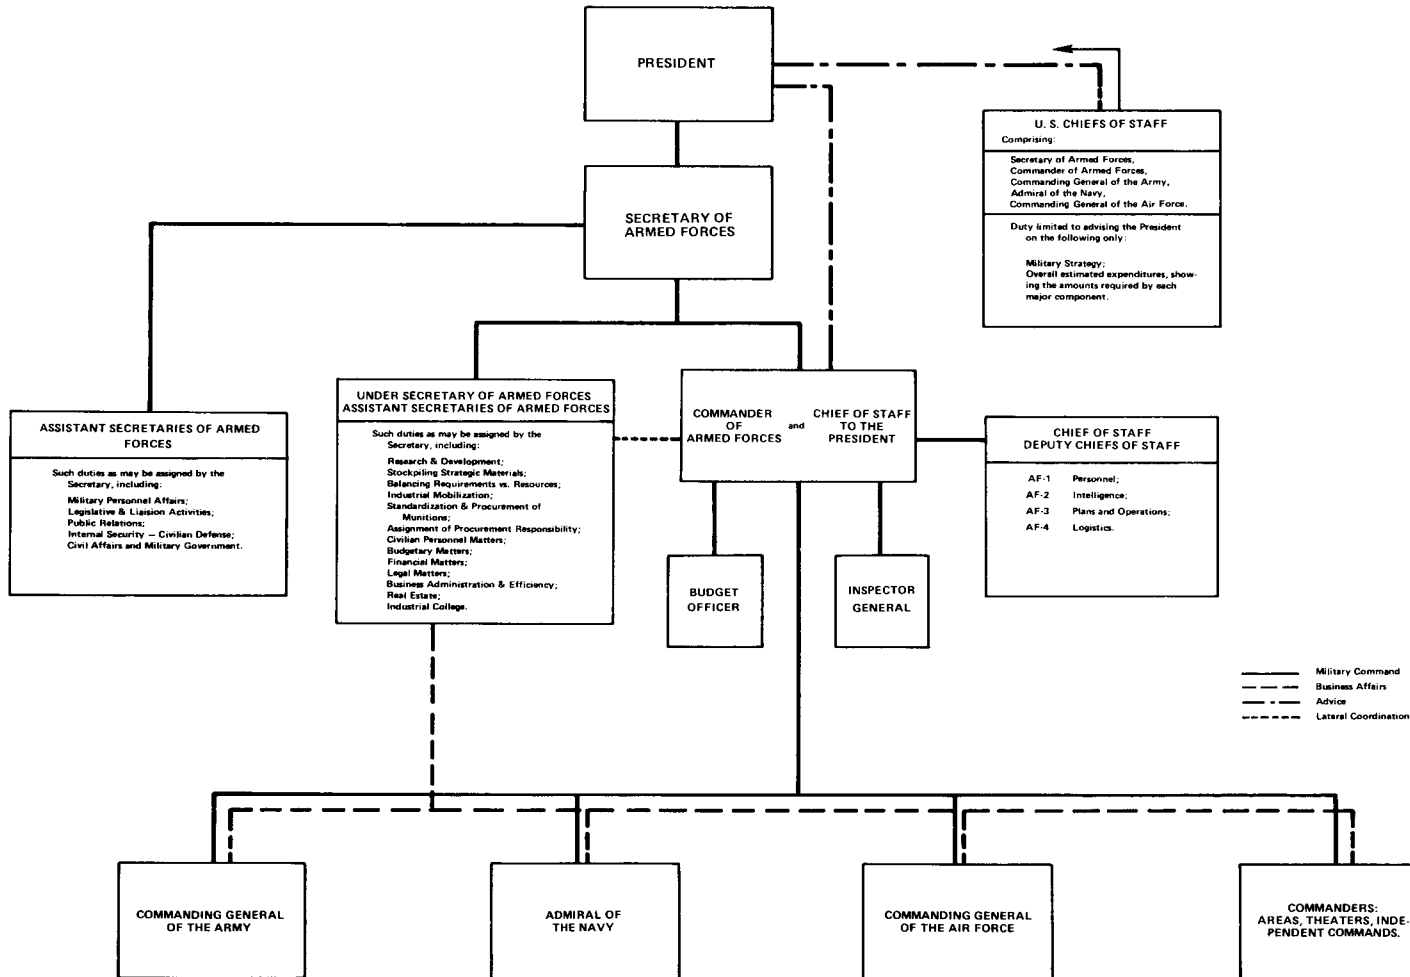 PRESIDENT
U. S. CHIEFS OF STAFF
Comprising:
Secretary of Armed Forces,
Commander of Armed Forces,
Commanding General of the Army,
Admiral of the Navy,
Commanding General of the Air Force.
Duty limited to advising the President
on the following only:
Military Strategy;
Overall estimated expenditures, show-
ing the amounts required by each
major component.
SECRETARY OF
ARMED FORCES
ASSISTANT SECRETARIES OF ARMED
FORCES
Such duties as may be assigned by the
Secretary, including:
Military Personnel Affairs;
Legislative & Liaison Activities;
Public Relations;
Internal Security — Civilian Defense;
Civil Affairs and Military Government.
UNDER SECRETARY OF ARMED FORCES
ASSISTANT SECRETARIES OF ARMED FORCES
Such duties as may be assigned by the
Secretary, including:
Research & Development;
Stockpiling Strategic Materials;
Balancing Requirements vs. Resources;
Industrial Mobilization;
Standardization & Procurement of
Munitions;
Assignment of Procurement Responsibility;
Civilian Personnel Matters;
Budgetary Matters;
Financial Matters;
Legal Matters;
Business Administration & Efficiency;
Real Estate;
Industrial College.
COMMANDER
OF
ARMED FORCES
and
CHIEF OF STAFF
TO THE
PRESIDENT
CHIEF OF STAFF
DEPUTY CHIEFS OF STAFF
AF-1 Personnel;
AF-2 Intelligence;
AF-3 Plans and Operations;
AF-4 Logistics.
BUDGET
OFFICER
INSPECTOR
GENERAL
Military Command
Business Affairs
Advice
Lateral Coordination
COMMANDING GENERAL
OF THE ARMY
ADMIRAL OF
THE NAVY
COMMANDING GENERAL
OF THE AIR FORCE
COMMANDERS:
AREAS, THEATERS, INDE-
PENDENT COMMANDS.